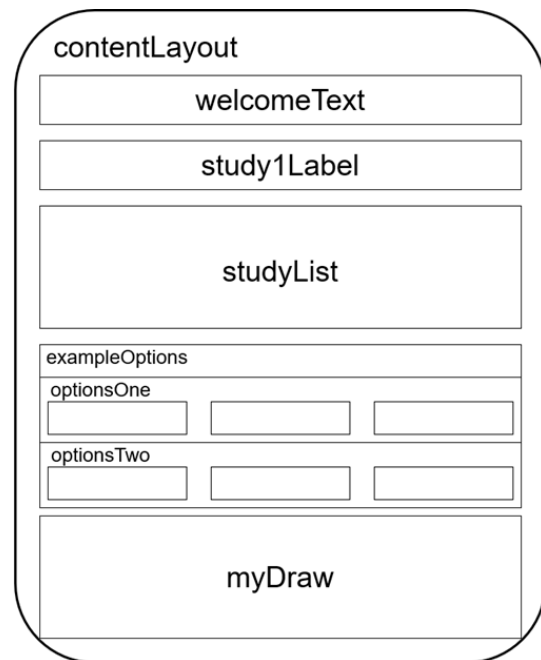 contentLayout
welcomeText
study1Label
studyList
exampleOptions
optionsOne
optionsTwo
myDraw